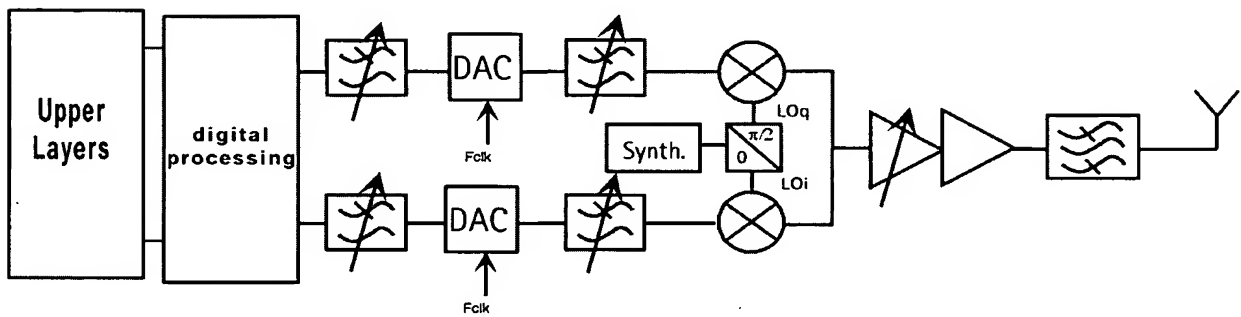 Upper
Layers
digital
processing
DAC
Fclk
LOq
π/2
Synth.
0
LOi
DAC
Fclk